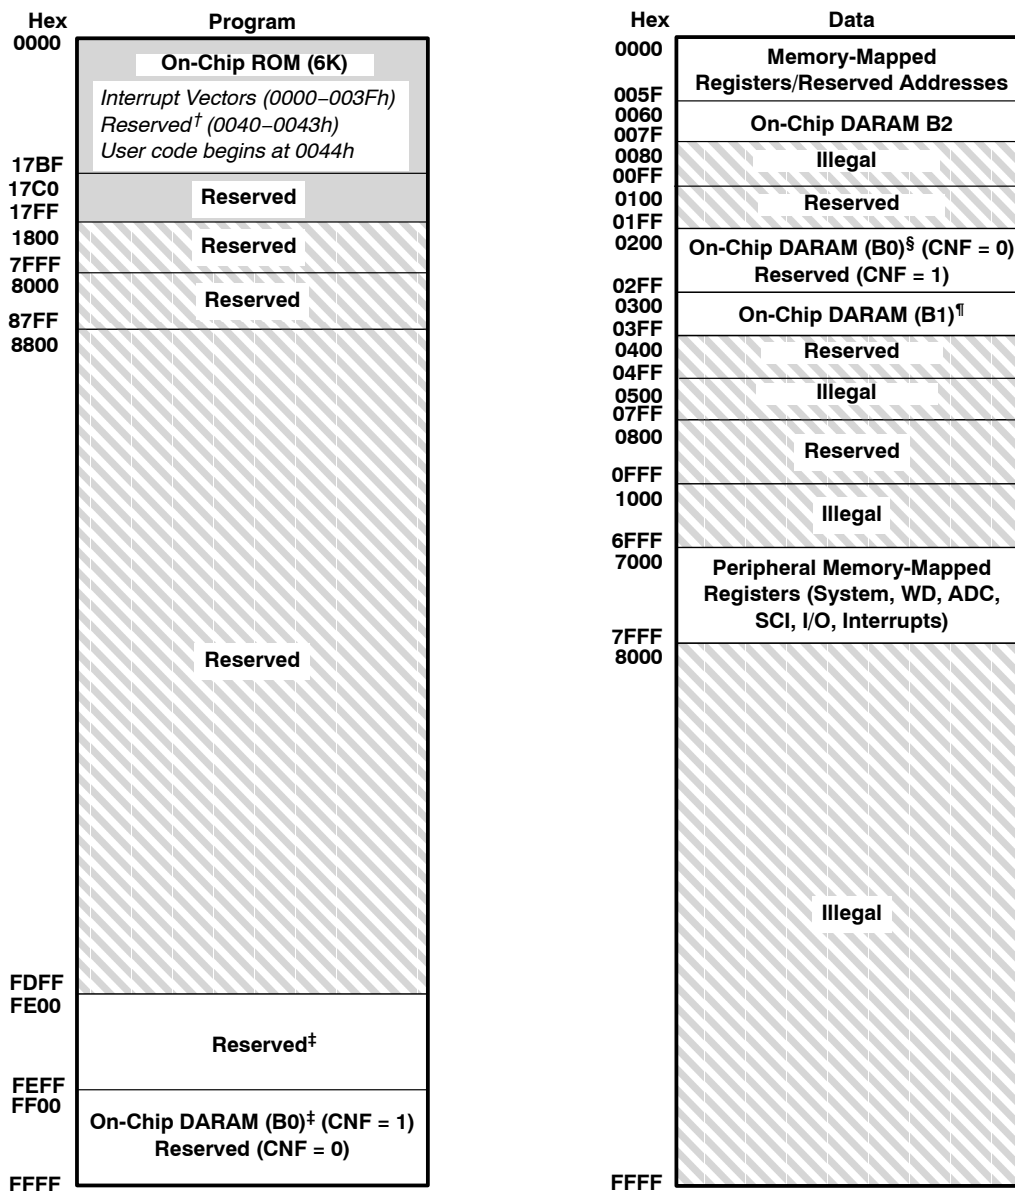 Hex
Program
0000
On-Chip ROM (6K)
Interrupt Vectors (0000–003Fh)
Reserved† (0040–0043h)
User code begins at 0044h
17BF
17C0
Reserved
17FF
1800
Reserved
7FFF
8000
Reserved
87FF
8800
Reserved
FDFF
FE00
Reserved‡
FEFF
FF00
On-Chip DARAM (B0)‡ (CNF = 1)
Reserved (CNF = 0)
FFFF
Hex
Data
0000
Memory-Mapped
Registers/Reserved Addresses
005F
0060
On-Chip DARAM B2
007F
0080
Illegal
00FF
0100
Reserved
01FF
0200
On-Chip DARAM (B0)§ (CNF = 0)
Reserved (CNF = 1)
02FF
0300
On-Chip DARAM (B1)¶
03FF
0400
Reserved
04FF
0500
Illegal
07FF
0800
Reserved
0FFF
1000
Illegal
6FFF
7000
Peripheral Memory-Mapped
Registers (System, WD, ADC,
SCI, I/O, Interrupts)
7FFF
8000
Illegal
FFFF